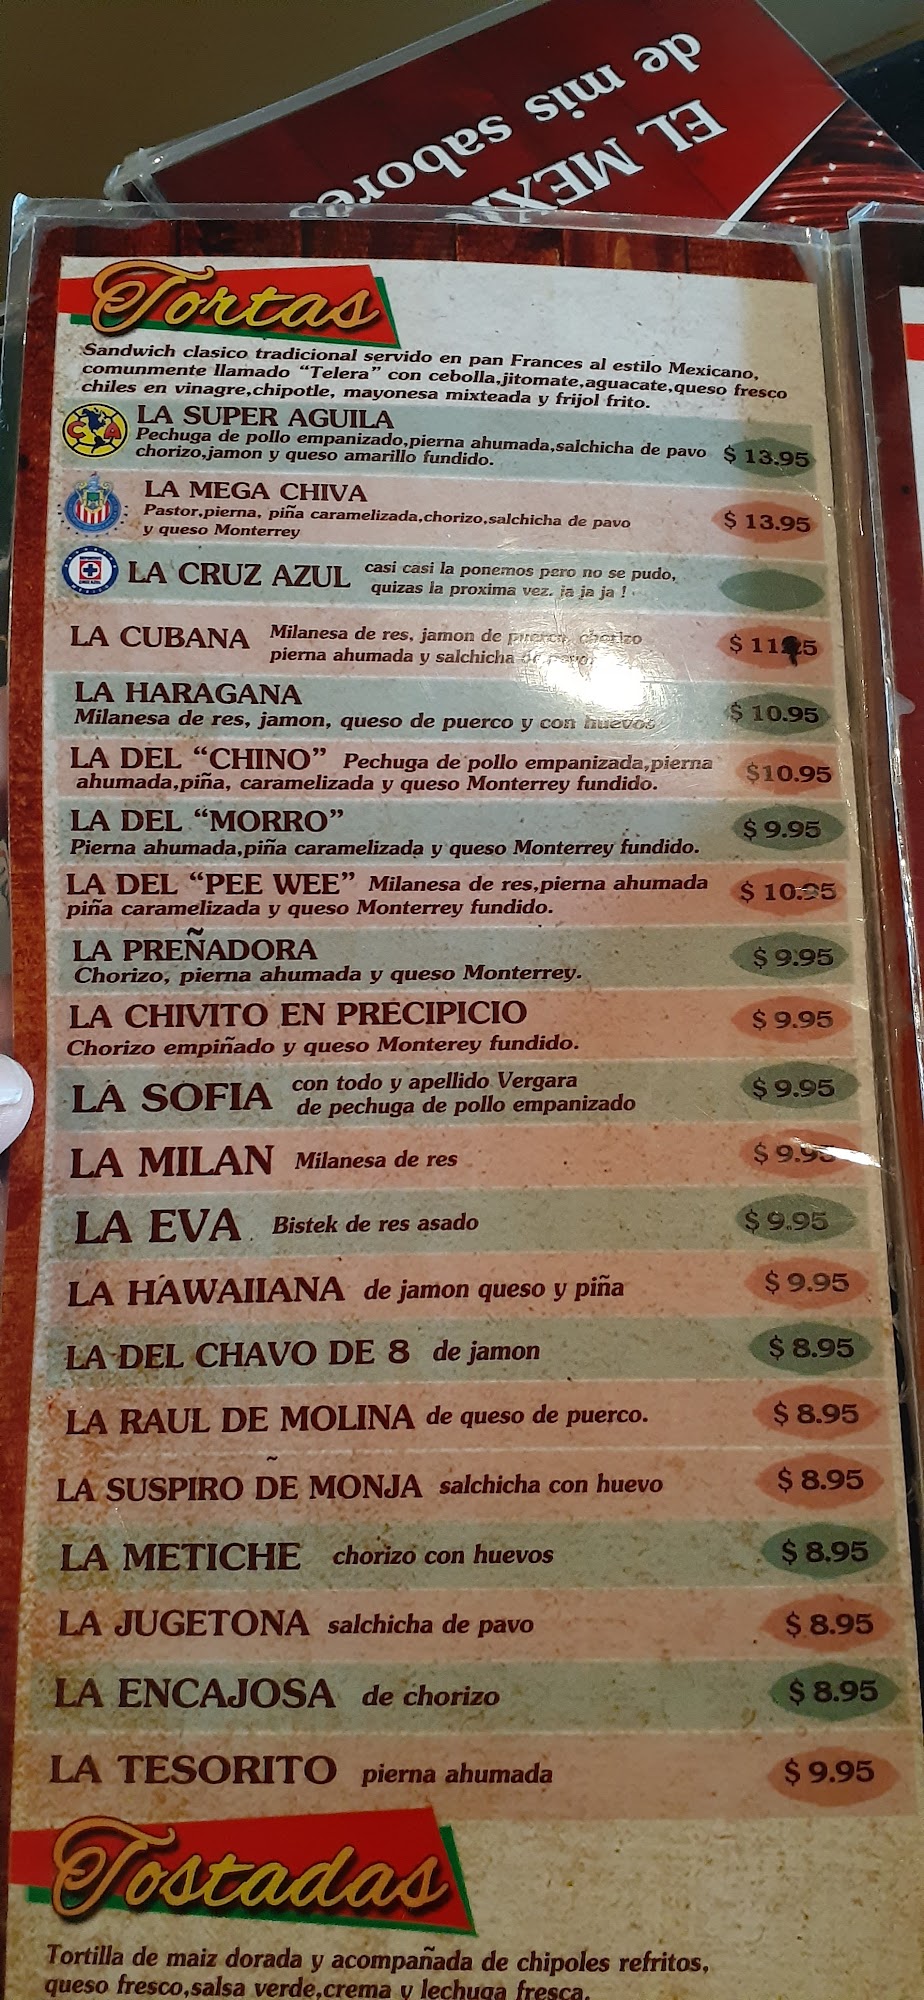 EL MEXI
de mis sabores
Tortas
Sandwich clasico tradicional servido en pan Frances al estilo Mexicano,
comunmente llamado "Telera" con cebolla,jitomate,aguacate,queso fresco
chiles en vinagre,chipotle, mayonesa mixteada y frijol frito.
CA
LA SUPER AGUILA
Pechuga de pollo empanizado,pierna ahumada,salchicha de pavo $ 13.95
chorizo,jamon y queso amarillo fundido.
LA MEGA CHIVA
Pastor,pierna, piña caramelizada,chorizo,salchicha de pavo $ 13.95
y queso Monterrey
LA CRUZ AZUL casi casi la ponemos pero no se pudo,
quizas la proxima vez. ja ja ja !
LA CUBANA Milanesa de res, jamon de puerco, chorizo $ 11.25
pierna ahumada y salchicha de pavo
LA HARAGANA
Milanesa de res, jamon, queso de puerco y con huevos $ 10.95
LA DEL "CHINO" Pechuga de pollo empanizada,pierna $10.95
ahumada,piña, caramelizada y queso Monterrey fundido.
LA DEL "MORRO" $ 9.95
Pierna ahumada,piña caramelizada y queso Monterrey fundido.
LA DEL "PEE WEE" Milanesa de res,pierna ahumada $ 10.95
piña caramelizada y queso Monterrey fundido.
LA PREÑADORA $ 9.95
Chorizo, pierna ahumada y queso Monterrey.
LA CHIVITO EN PRECIPICIO $ 9.95
Chorizo empiñado y queso Monterey fundido.
LA SOFIA con todo y apellido Vergara $ 9.95
de pechuga de pollo empanizado
LA MILAN Milanesa de res $ 9.95
LA EVA Bistek de res asado $ 9.95
LA HAWAIIANA de jamon queso y piña $ 9.95
LA DEL CHAVO DE 8 de jamon $ 8.95
LA RAUL DE MOLINA de queso de puerco. $ 8.95
LA SUSPIRO DE MONJA salchicha con huevo $ 8.95
LA METICHE chorizo con huevos $ 8.95
LA JUGETONA salchicha de pavo $ 8.95
LA ENCAJOSA de chorizo $ 8.95
LA TESORITO pierna ahumada $ 9.95
Tostadas
Tortilla de maiz dorada y acompañada de chipoles refritos,
queso fresco,salsa verde,crema y lechuga fresca.